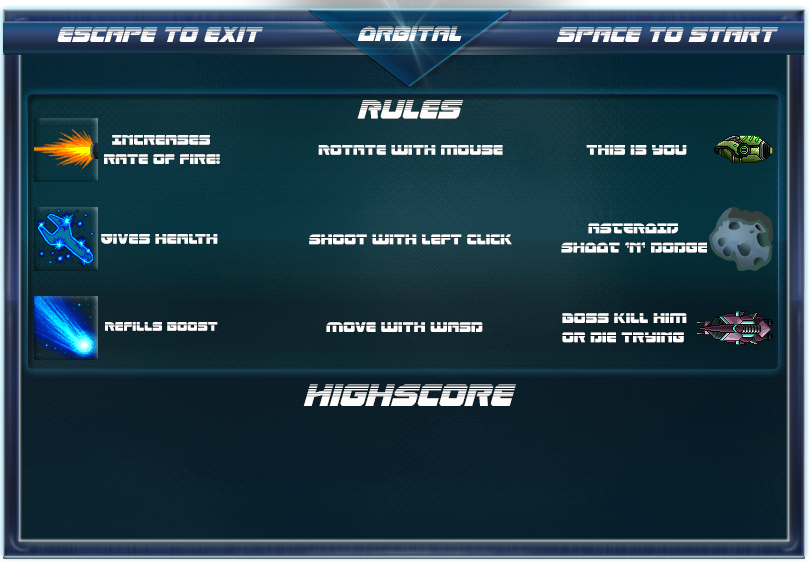 ESCAPE TO EXIT
ORBITAL
SPACE TO START
RULES
INCREASES
RATE OF FIRE!
ROTATE WITH MOUSE
THIS IS YOU
GIVES HEALTH
SHOOT WITH LEFT CLICK
ASTEROID
SHOOT 'N' DODGE
REFILLS BOOST
MOVE WITH WASD
BOSS KILL HIM
OR DIE TRYING
HIGHSCORE